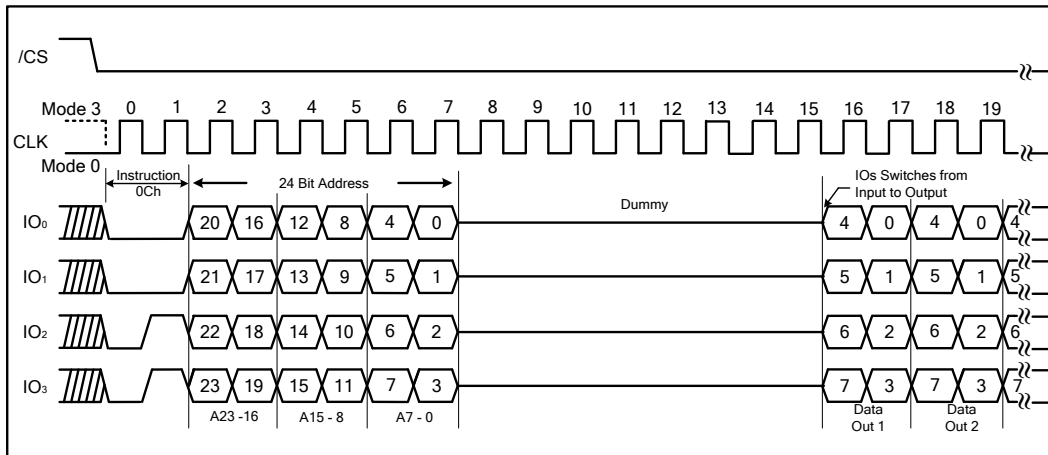 /CS
Mode 3 0 1 2 3 4 5 6 7 8 9 10 11 12 13 14 15 16 17 18 19
CLK
Mode 0
Instruction
0Ch
24 Bit Address
IOs Switches from
Input to Output
Dummy
IO0 20 16 12 8 4 0 4 0 4 0 4
IO1 21 17 13 9 5 1 5 1 5 1 5
IO2 22 18 14 10 6 2 6 2 6 2 6
IO3 23 19 15 11 7 3 7 3 7 3 7
A23 -16 A15 - 8 A7 - 0
Data
Out 1
Data
Out 2